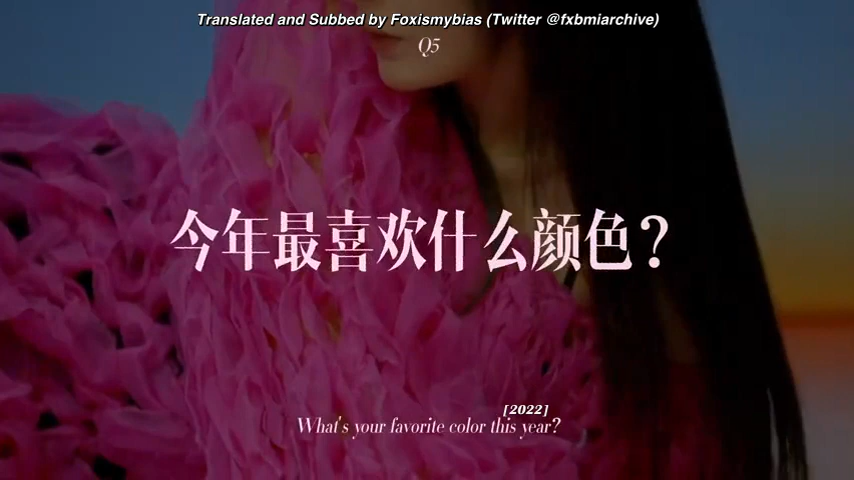 Translated and Subbed by Foxismybias (Twitter @fxbmiarchive)
Q5
今年最喜欢什么颜色？
[2022]
What's your favorite color this year?